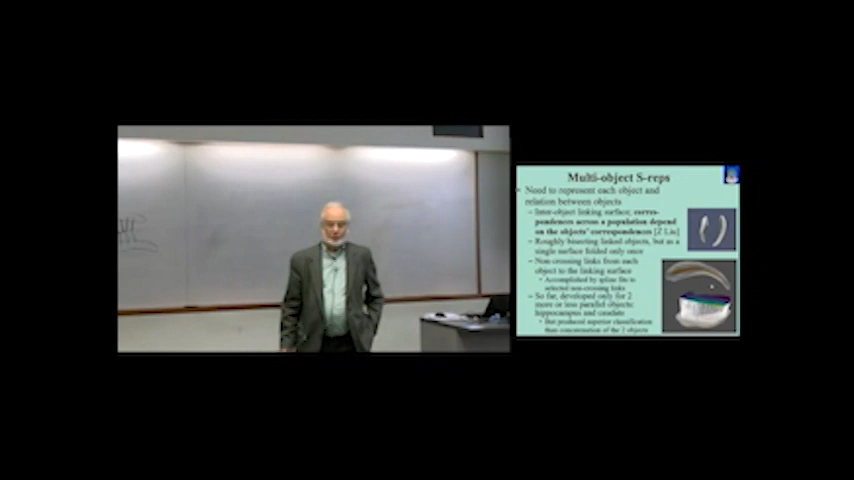 Multi-object S-reps
Need to represent each object and
relation between objects
– Inter-object linking surface; corres-
pondences across a population depend
on the objects' correspondences [Z Liu]
– Roughly bisecting linked objects, but as a
single surface folded only once
– Non-crossing links from each
object to the linking surface
• Accomplished by spline fits to
selected non-crossing links
– So far, developed only for 2
more or less parallel objects:
hippocampus and caudate
• But produced superior classification
than concatenation of the 2 objects